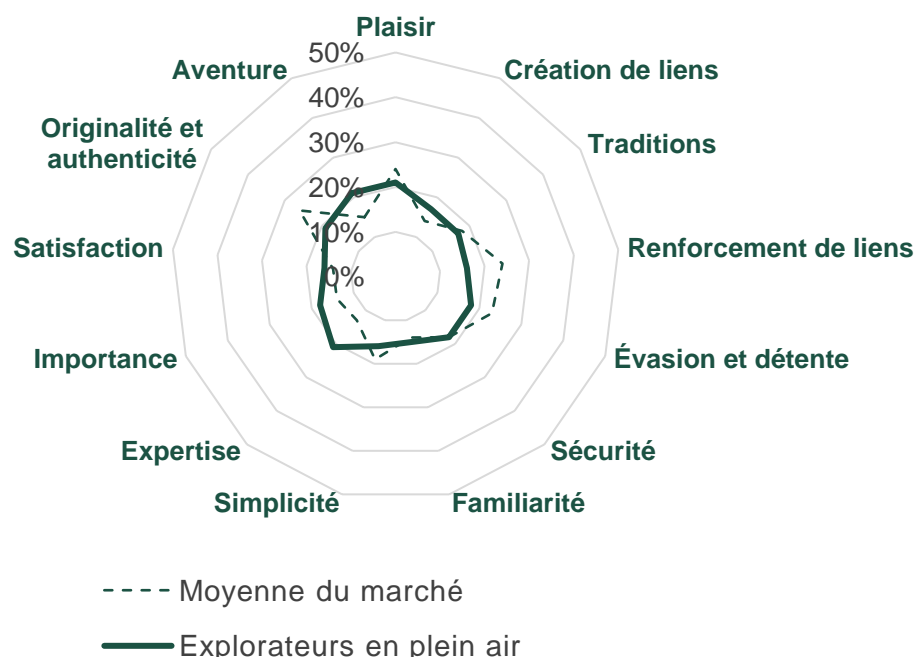 Plaisir
50%
Création de liens
Aventure
40%
Originalité et
authenticité
Traditions
30%
20%
Satisfaction
10%
Renforcement de liens
0%
Importance
Évasion et détente
Expertise
Sécurité
Simplicité
Familiarité
Moyenne du marché
Explorateurs en plein air